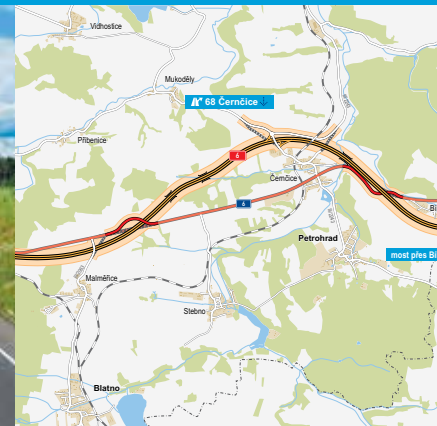 Vidhostice
Mukoděly
68 Černčice
Přibenice
6
Černčice
6
Petrohrad
most přes Bl
Malměřice
Stebno
Blatno